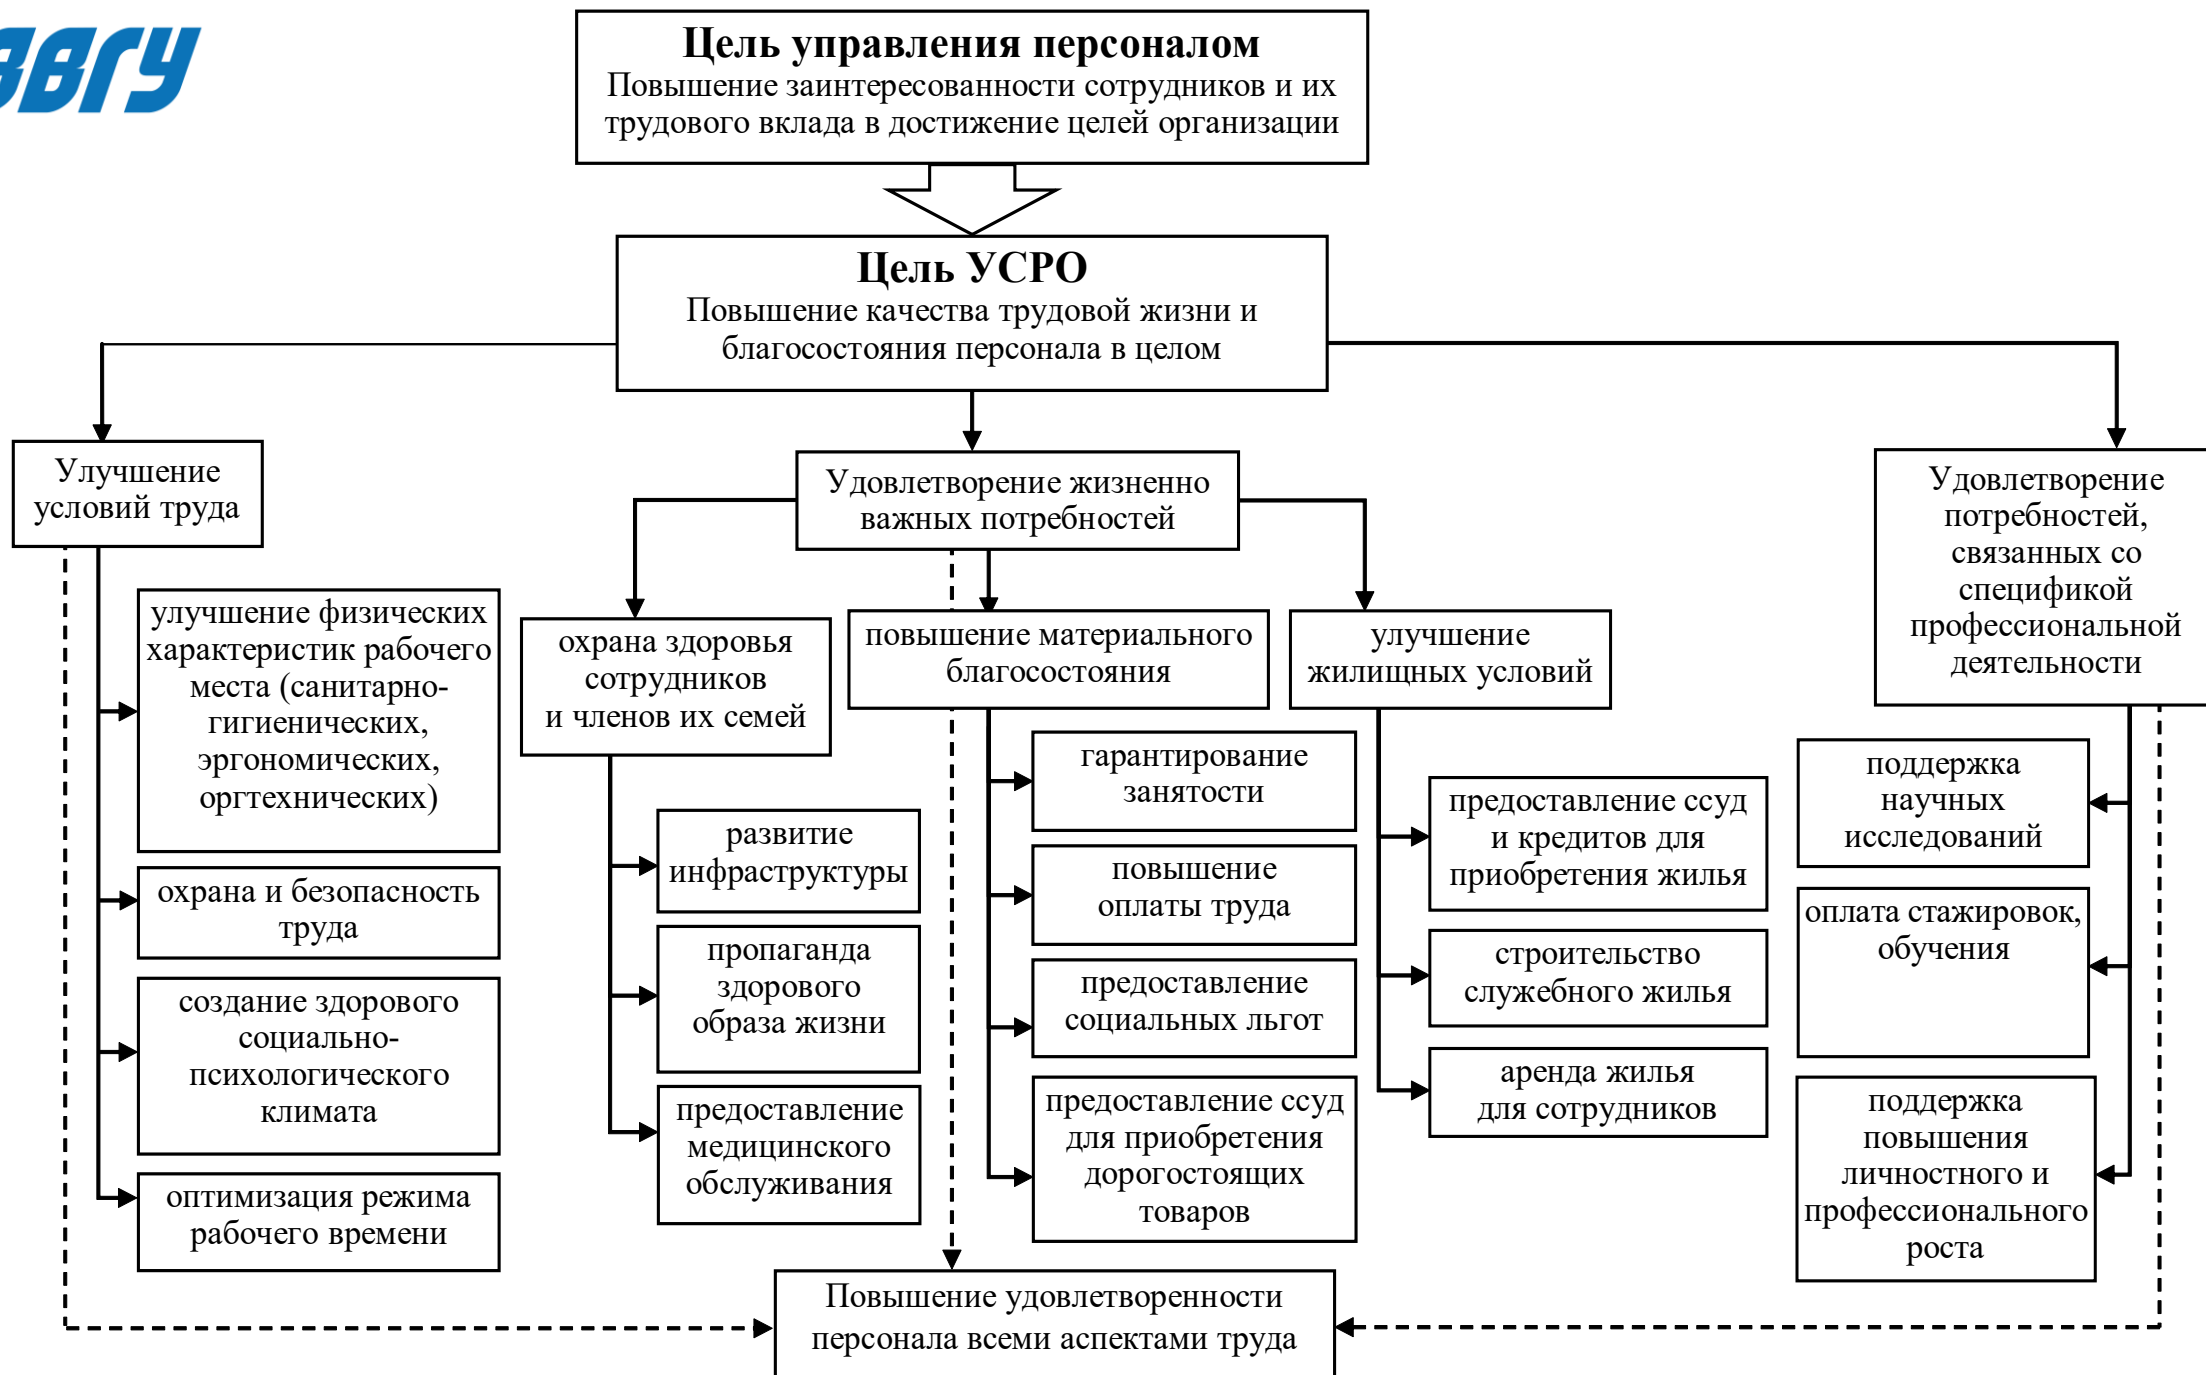 ВВГУ
Цель управления персоналом
Повышение заинтересованности сотрудников и их
трудового вклада в достижение целей организации
Цель УСРО
Повышение качества трудовой жизни и
благосостояния персонала в целом
Улучшение
условий труда
улучшение физических
характеристик рабочего
места (санитарно-
гигиенических,
эргономических,
оргтехнических)
охрана и безопасность
труда
создание здорового
социально-
психологического
климата
оптимизация режима
рабочего времени
Удовлетворение жизненно
важных потребностей
охрана здоровья
сотрудников
и членов их семей
развитие
инфраструктуры
пропаганда
здорового
образа жизни
предоставление
медицинского
обслуживания
повышение материального
благосостояния
гарантирование
занятости
повышение
оплаты труда
предоставление
социальных льгот
предоставление ссуд
для приобретения
дорогостоящих
товаров
улучшение
жилищных условий
предоставление ссуд
и кредитов для
приобретения жилья
строительство
служебного жилья
аренда жилья
для сотрудников
Удовлетворение
потребностей,
связанных со
спецификой
профессиональной
деятельности
поддержка
научных
исследований
оплата стажировок,
обучения
поддержка
повышения
личностного и
профессионального
роста
Повышение удовлетворенности
персонала всеми аспектами труда